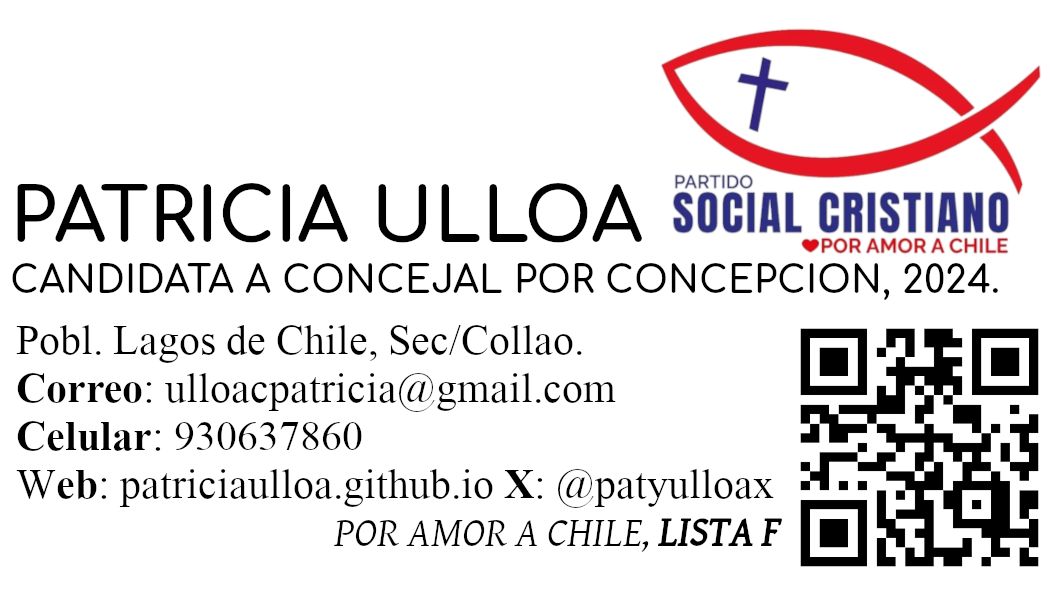 PARTIDO
SOCIAL CRISTIANO
POR AMOR A CHILE
PATRICIA ULLOA
CANDIDATA A CONCEJAL POR CONCEPCION, 2024.
Pobl. Lagos de Chile, Sec/Collao.
Correo: ulloacpatricia@gmail.com
Celular: 930637860
Web: patriciaulloa.github.io X: @patyulloax
POR AMOR A CHILE, LISTA F